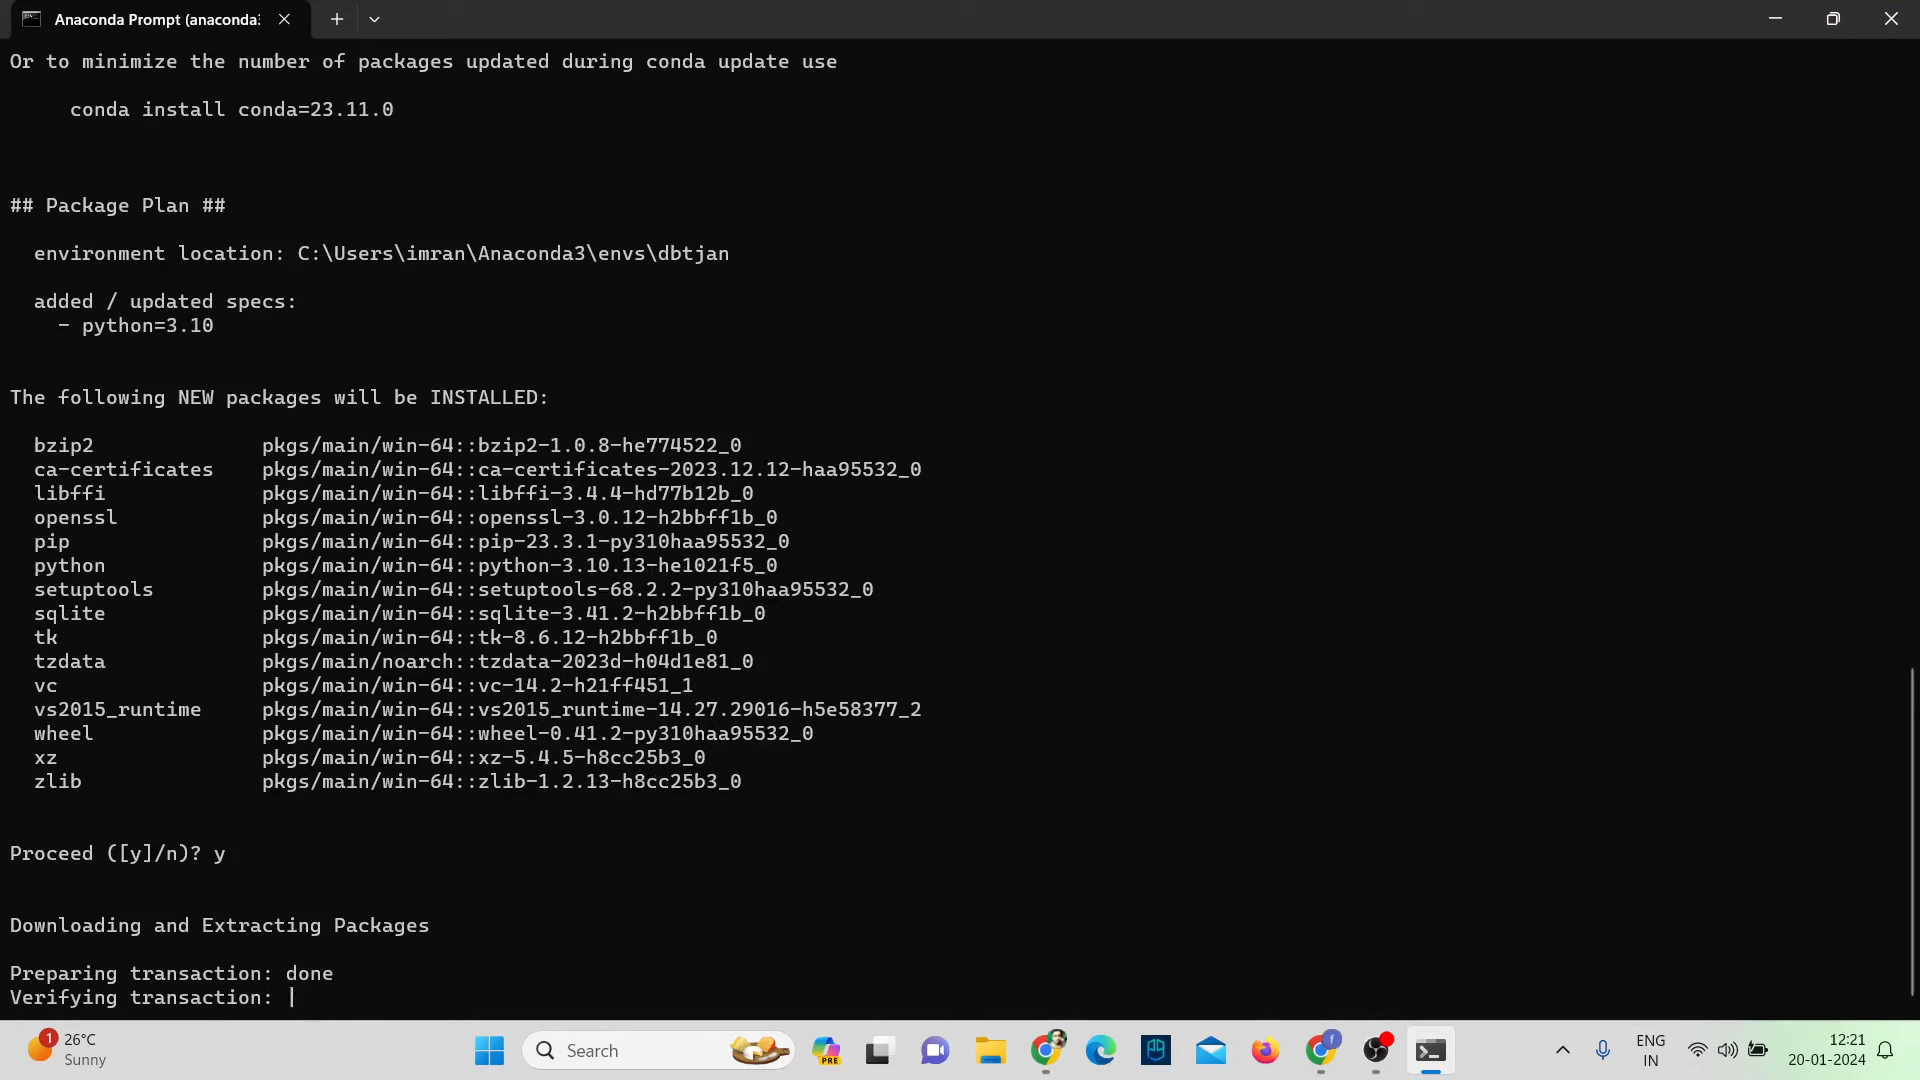 Anaconda Prompt (anaconda3
Or to minimize the number of packages updated during conda update use
conda install conda=23.11.0
## Package Plan ##
environment location: C:\Users\imran\Anaconda3\envs\dbtjan
added / updated specs:
- python=3.10
The following NEW packages will be INSTALLED:
bzip2 pkgs/main/win-64::bzip2-1.0.8-he774522_0
ca-certificates pkgs/main/win-64::ca-certificates-2023.12.12-haa95532_0
libffi pkgs/main/win-64::libffi-3.4.4-hd77b12b_0
openssl pkgs/main/win-64::openssl-3.0.12-h2bbff1b_0
pip pkgs/main/win-64::pip-23.3.1-py310haa95532_0
python pkgs/main/win-64::python-3.10.13-he1021f5_0
setuptools pkgs/main/win-64::setuptools-68.2.2-py310haa95532_0
sqlite pkgs/main/win-64::sqlite-3.41.2-h2bbff1b_0
tk pkgs/main/win-64::tk-8.6.12-h2bbff1b_0
tzdata pkgs/main/noarch::tzdata-2023d-h04d1e81_0
vc pkgs/main/win-64::vc-14.2-h21ff451_1
vs2015_runtime pkgs/main/win-64::vs2015_runtime-14.27.29016-h5e58377_2
wheel pkgs/main/win-64::wheel-0.41.2-py310haa95532_0
xz pkgs/main/win-64::xz-5.4.5-h8cc25b3_0
zlib pkgs/main/win-64::zlib-1.2.13-h8cc25b3_0
Proceed ([y]/n)? y
Downloading and Extracting Packages
Preparing transaction: done
Verifying transaction: |
1 26°C
Sunny
Search
PRE
ENG
IN
12:21
20-01-2024